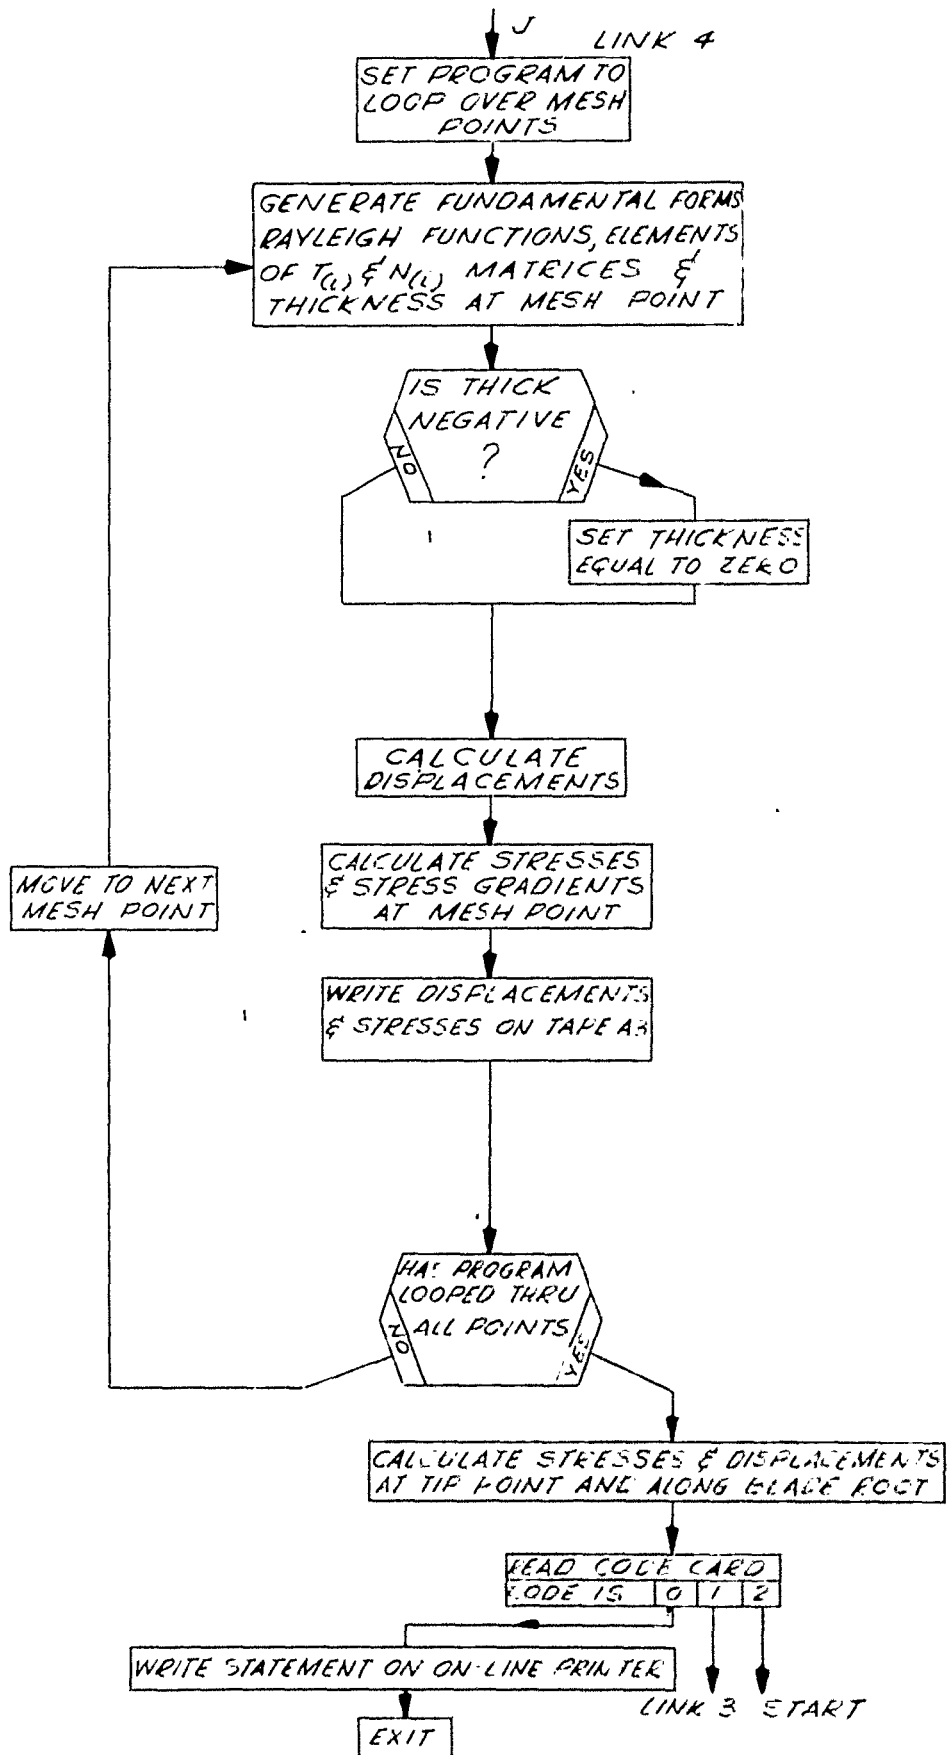 J
LINK 4
SET PROGRAM TO
LOOP OVER MESH
POINTS
GENERATE FUNDAMENTAL FORMS
RAYLEIGH FUNCTIONS, ELEMENTS
OF T(i) & N(i) MATRICES &
THICKNESS AT MESH POINT
IS THICK
NEGATIVE
?
NO
YES
SET THICKNESS
EQUAL TO ZERO
CALCULATE
DISPLACEMENTS
CALCULATE STRESSES
& STRESS GRADIENTS
AT MESH POINT
MOVE TO NEXT
MESH POINT
WRITE DISPLACEMENTS
& STRESSES ON TAPE A3
HAS PROGRAM
LOOPED THRU
ALL POINTS
NO
YES
CALCULATE STRESSES & DISPLACEMENTS
AT TIP POINT AND ALONG BLADE ROOT
READ CODE CARD
CODE IS 0 1 2
WRITE STATEMENT ON ON-LINE PRINTER
LINK 3 START
EXIT